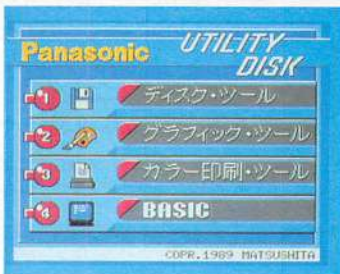 Panasonic
UTILITY
DISK
1 ディスク・ツール
2 グラフィック・ツール
3 カラー印刷・ツール
4 BASIC
COPR.1989 MATSUSHITA